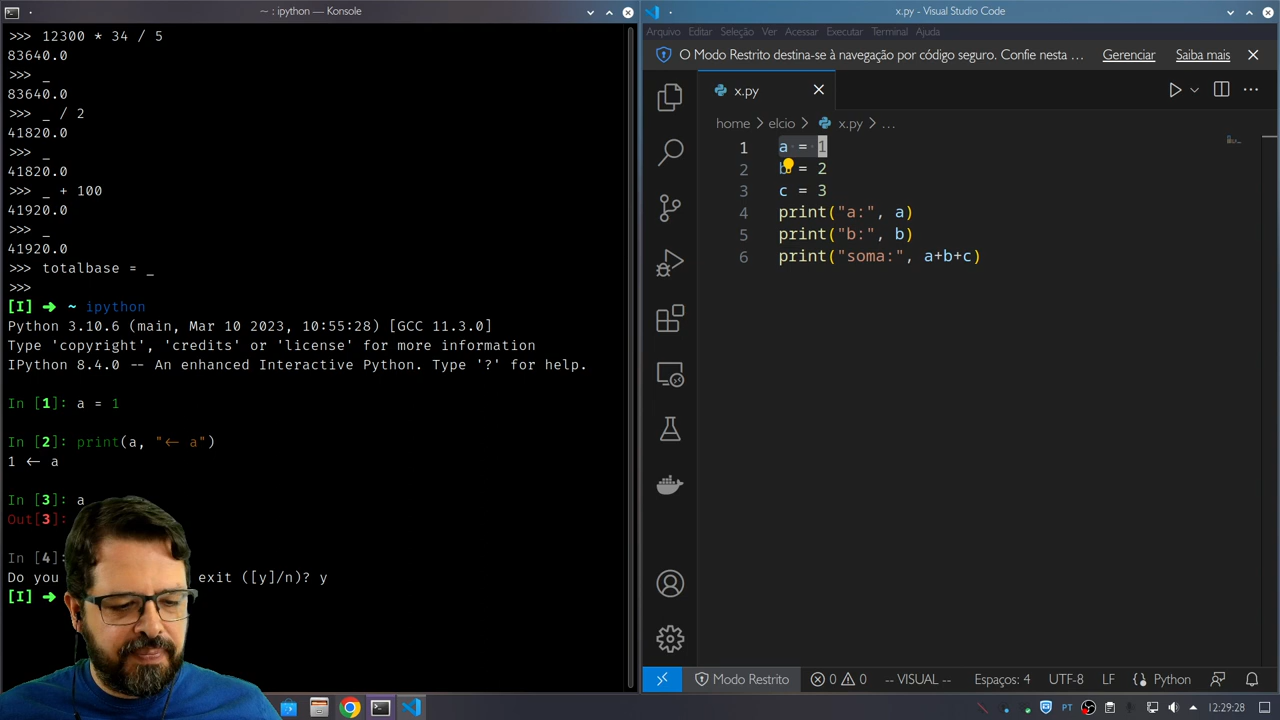 ~ : ipython — Konsole
>>> 12300 * 34 / 5
83640.0
>>> _
83640.0
>>> _ / 2
41820.0
>>> _
41820.0
>>> _ + 100
41920.0
>>> _
41920.0
>>> totalbase = _
>>>
[I] ➜ ~ ipython
Python 3.10.6 (main, Mar 10 2023, 10:55:28) [GCC 11.3.0]
Type 'copyright', 'credits' or 'license' for more information
IPython 8.4.0 -- An enhanced Interactive Python. Type '?' for help.
In [1]: a = 1
In [2]: print(a, "← a")
1 ← a
In [3]: a
Out[3]:
In [4]:
Do you exit ([y]/n)? y
[I] ➜
x.py - Visual Studio Code
Arquivo Editar Seleção Ver Acessar Executar Terminal Ajuda
O Modo Restrito destina-se à navegação por código seguro. Confie nesta ... Gerenciar Saiba mais
x.py
home > elcio > x.py > ...
1 a = 1
2 b = 2
3 c = 3
4 print("a:", a)
5 print("b:", b)
6 print("soma:", a+b+c)
Modo Restrito 0 0 -- VISUAL -- Espaços: 4 UTF-8 LF Python
PT 12:29:28